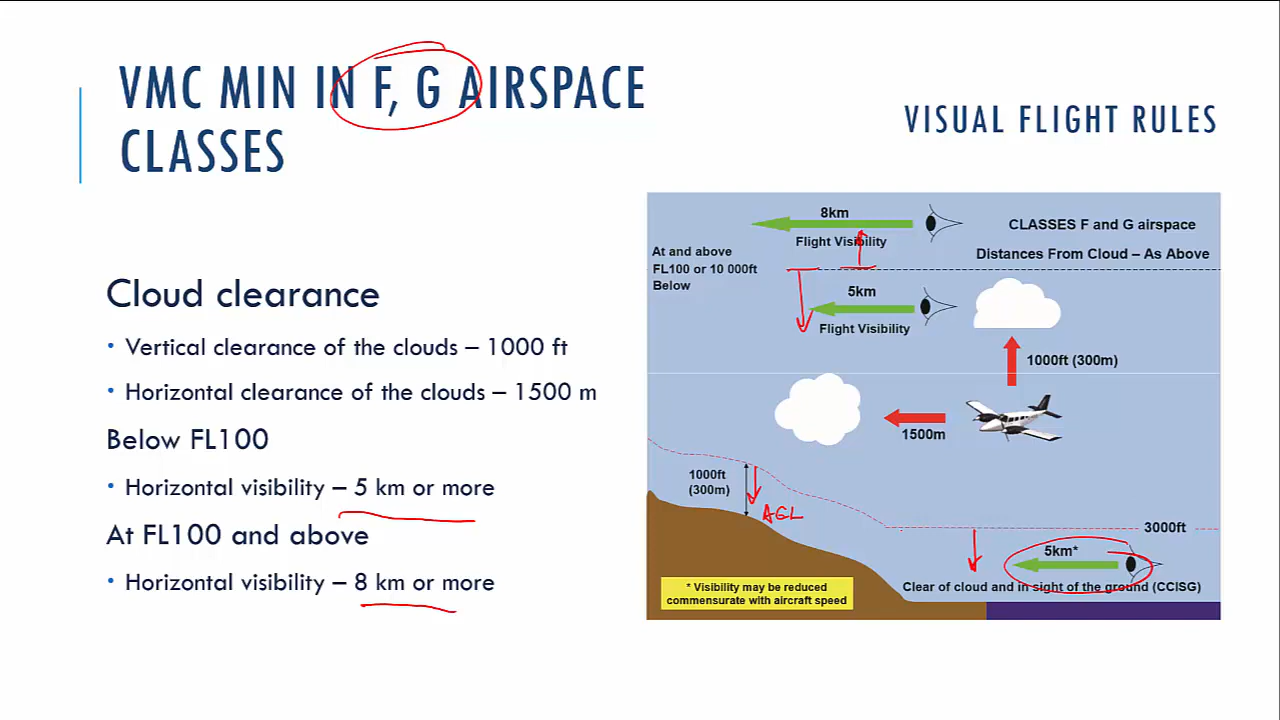 VMC MIN IN F, G AIRSPACE
CLASSES
VISUAL FLIGHT RULES
Cloud clearance
• Vertical clearance of the clouds – 1000 ft
• Horizontal clearance of the clouds – 1500 m
Below FL100
• Horizontal visibility – 5 km or more
At FL100 and above
• Horizontal visibility – 8 km or more
8km
Flight Visibility
CLASSES F and G airspace
Distances From Cloud – As Above
At and above
FL100 or 10 000ft
Below
5km
Flight Visibility
1000ft (300m)
1500m
1000ft
(300m)
AGL
3000ft
5km*
Clear of cloud and in sight of the ground (CCISG)
* Visibility may be reduced
commensurate with aircraft speed